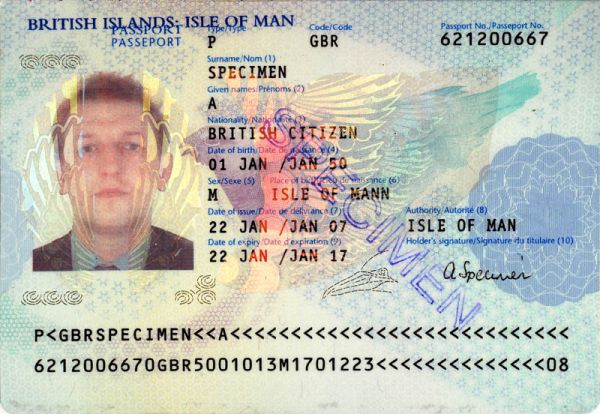 BRITISH ISLANDS- ISLE OF MAN
PASSPORT
PASSEPORT
Type/Type Code/Code Passport No./Passeport No.
P GBR 621200667
Surname/Nom (1)
SPECIMEN
Given names/Prénoms (2)
A
Nationality/Nationalité (3)
BRITISH CITIZEN
Date of birth/Date de naissance (4)
01 JAN /JAN 50
Sex/Sexe (5) Place of birth/Lieu de naissance (6)
M ISLE OF MANN
Date of issue/Date de délivrance (7) Authority/Autorité (8)
22 JAN /JAN 07 ISLE OF MAN
Date of expiry/Date d'expiration (9) Holder's signature/Signature du titulaire (10)
22 JAN /JAN 17
A Specimen
SPECIMEN
P<GBRSPECIMEN<<A<<<<<<<<<<<<<<<<<<<<<<<<<<<<
6212006670GBR5001013M1701223<<<<<<<<<<<<<<08